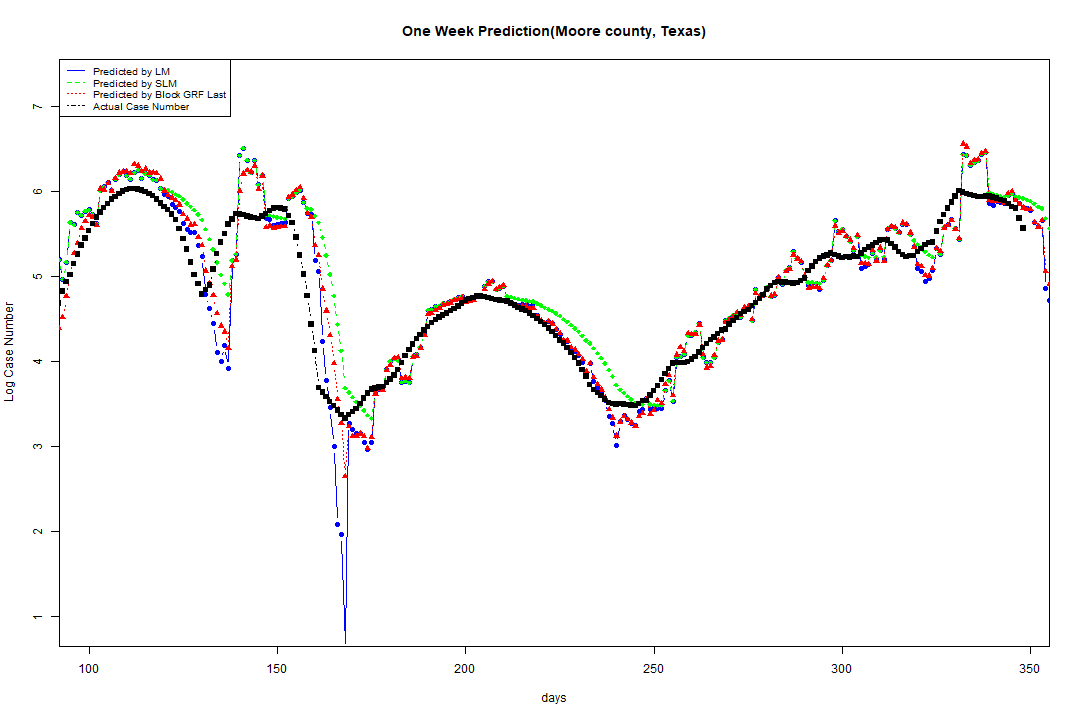 One Week Prediction(Moore county, Texas)
Predicted by LM
Predicted by SLM
Predicted by Block GRF Last
Actual Case Number
Log Case Number
7
6
5
4
3
2
1
100 150 200 250 300 350
days